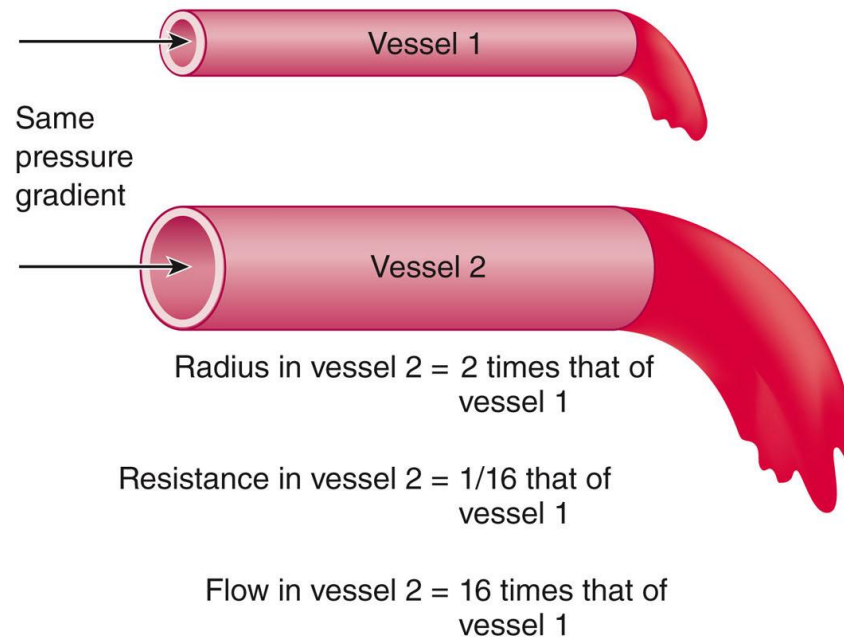 Vessel 1
Same
pressure
gradient
Vessel 2
Radius in vessel 2 = 2 times that of
vessel 1
Resistance in vessel 2 = 1/16 that of
vessel 1
Flow in vessel 2 = 16 times that of
vessel 1